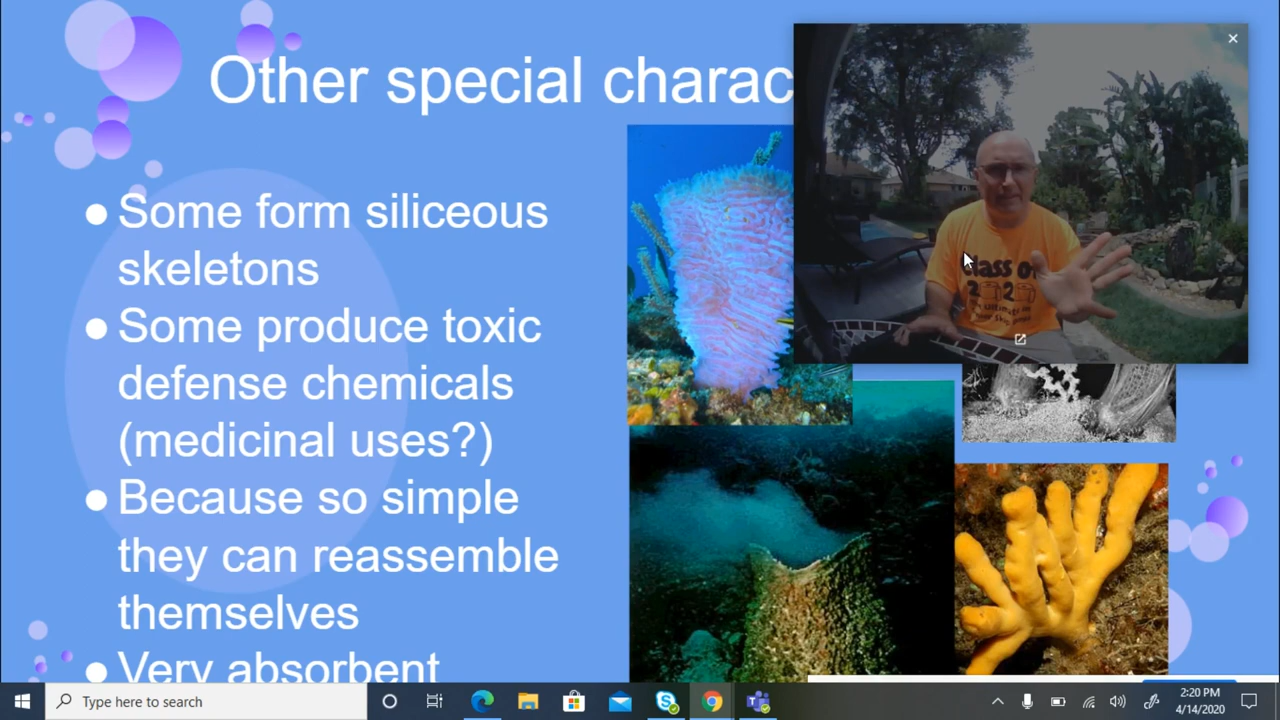 Other special charac
● Some form siliceous
skeletons
● Some produce toxic
defense chemicals
(medicinal uses?)
● Because so simple
they can reassemble
themselves
● Very absorbent
Class of
2020
Type here to search
2:20 PM
4/14/2020